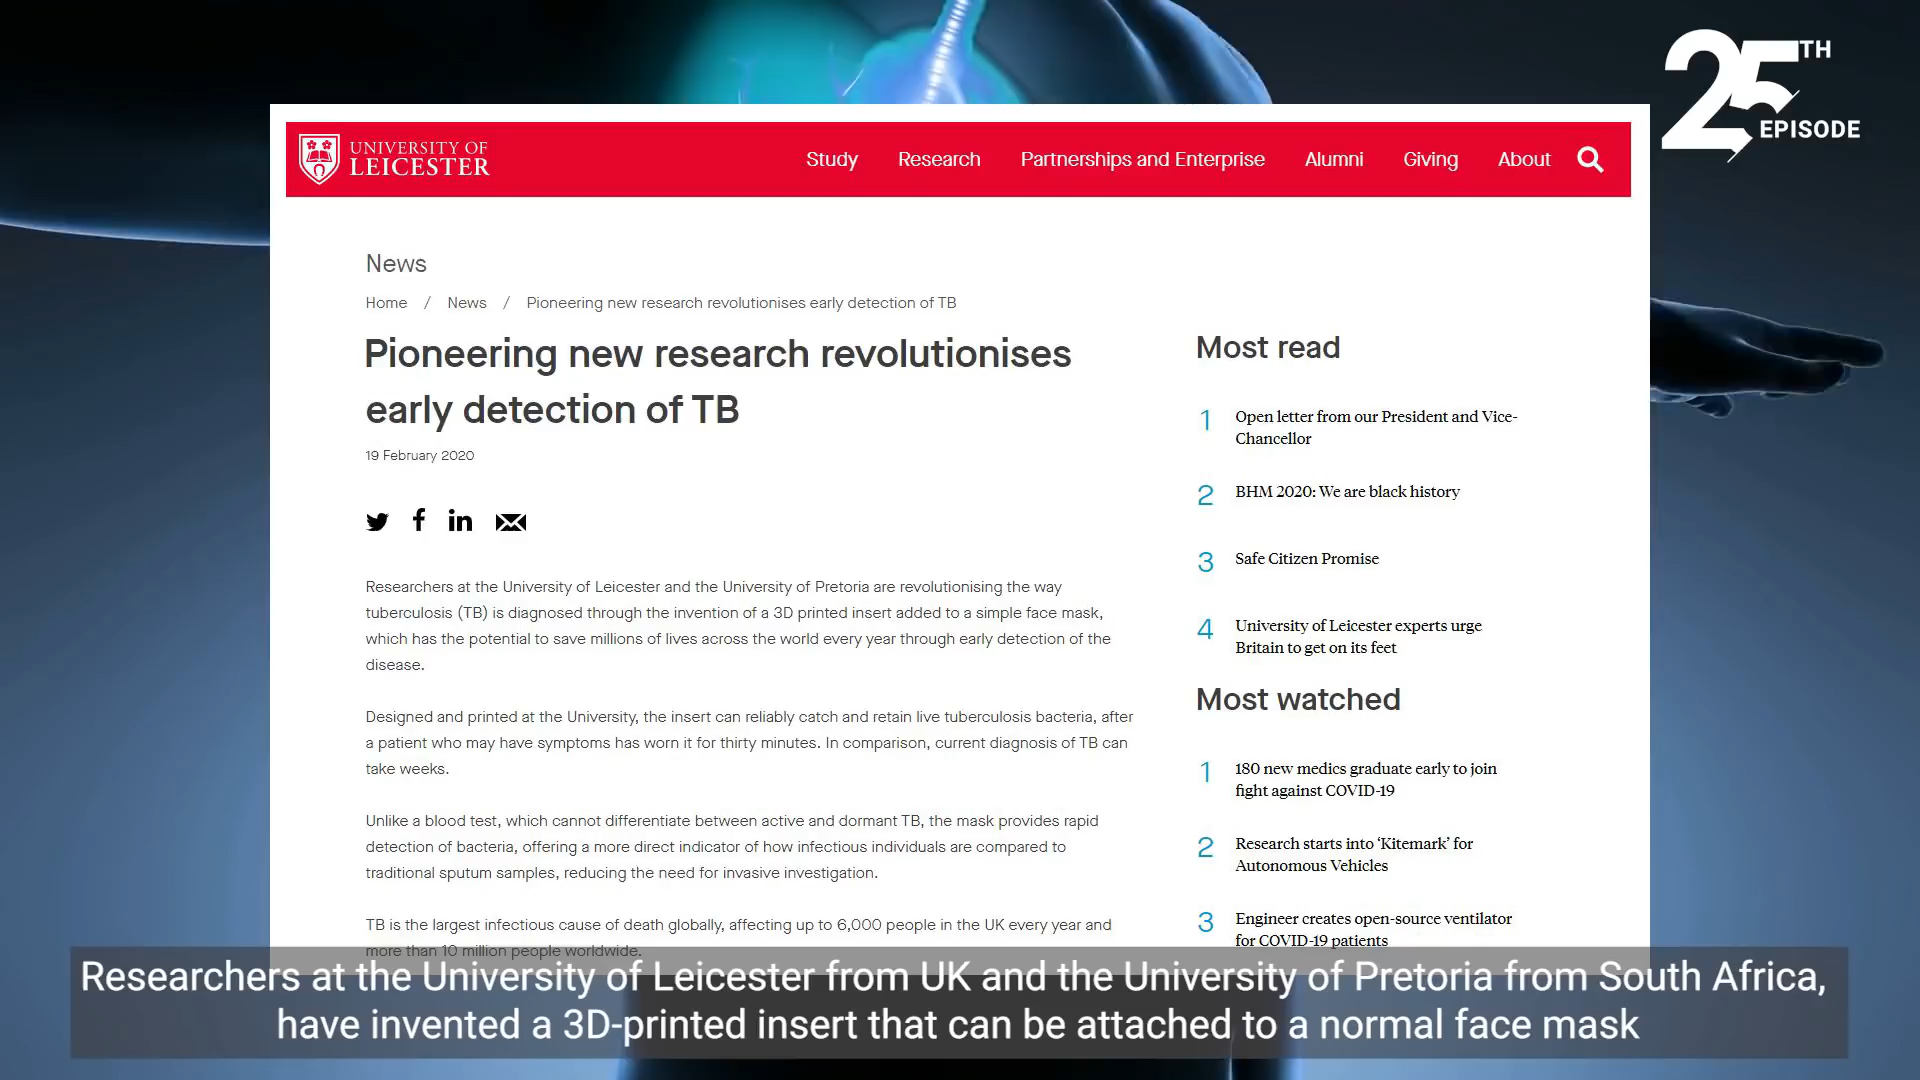 25TH
EPISODE
UNIVERSITY OF
LEICESTER
Study Research Partnerships and Enterprise Alumni Giving About
News
Home / News / Pioneering new research revolutionises early detection of TB
Pioneering new research revolutionises
early detection of TB
19 February 2020
Researchers at the University of Leicester and the University of Pretoria are revolutionising the way
tuberculosis (TB) is diagnosed through the invention of a 3D printed insert added to a simple face mask,
which has the potential to save millions of lives across the world every year through early detection of the
disease.
Designed and printed at the University, the insert can reliably catch and retain live tuberculosis bacteria, after
a patient who may have symptoms has worn it for thirty minutes. In comparison, current diagnosis of TB can
take weeks.
Unlike a blood test, which cannot differentiate between active and dormant TB, the mask provides rapid
detection of bacteria, offering a more direct indicator of how infectious individuals are compared to
traditional sputum samples, reducing the need for invasive investigation.
TB is the largest infectious cause of death globally, affecting up to 6,000 people in the UK every year and
more than 10 million people worldwide.
Most read
1 Open letter from our President and Vice-
Chancellor
2 BHM 2020: We are black history
3 Safe Citizen Promise
4 University of Leicester experts urge
Britain to get on its feet
Most watched
1 180 new medics graduate early to join
fight against COVID-19
2 Research starts into ‘Kitemark’ for
Autonomous Vehicles
3 Engineer creates open-source ventilator
for COVID-19 patients
Researchers at the University of Leicester from UK and the University of Pretoria from South Africa,
have invented a 3D-printed insert that can be attached to a normal face mask